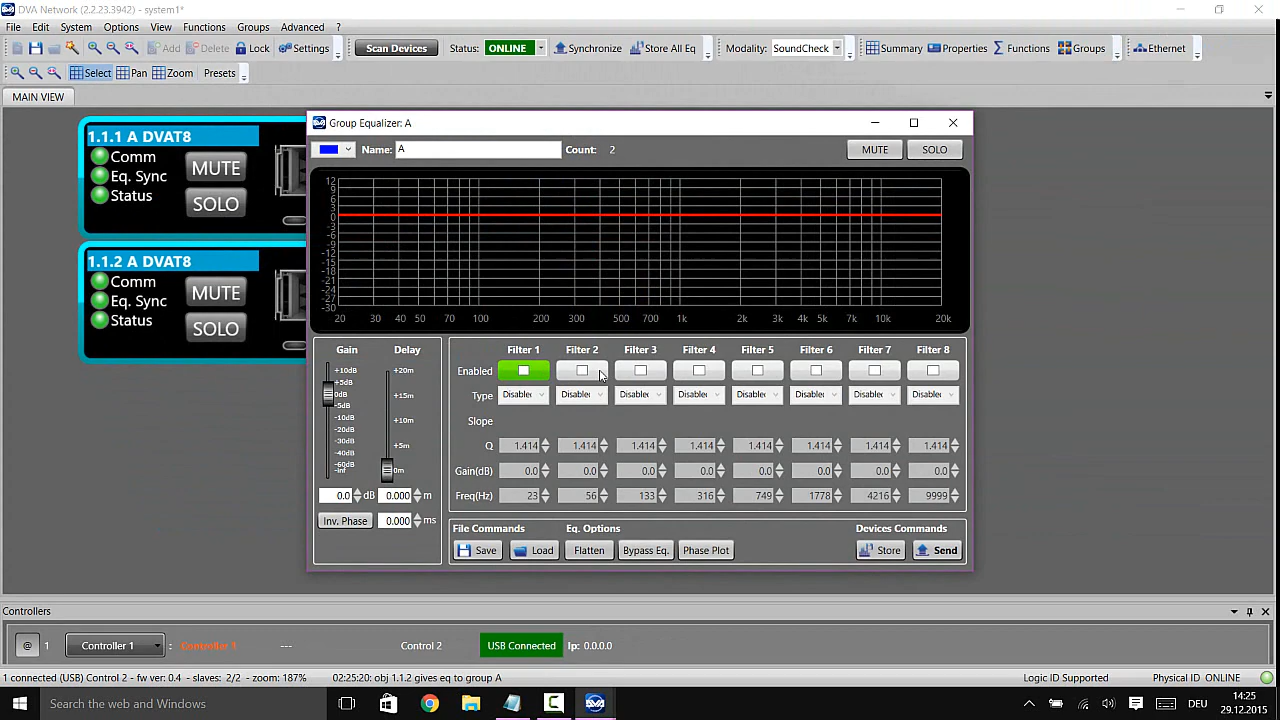 DVA Network (2.2.23.3942) - system1*
File Edit System Options View Functions Groups Advanced ?
Add Delete Lock Settings Scan Devices Status: ONLINE Synchronize Store All Eq Modality: SoundCheck Summary Properties Functions Groups Ethernet
Select Pan Zoom Presets
MAIN VIEW
1.1.1 A DVAT8
Comm
Eq. Sync
Status
MUTE
SOLO
1.1.2 A DVAT8
Comm
Eq. Sync
Status
MUTE
SOLO
Group Equalizer: A
Name: A Count: 2 MUTE SOLO
12
9
6
3
0
-3
-6
-9
-12
-15
-18
-21
-24
-27
-30
20 30 40 50 70 100 200 300 500 700 1k 2k 3k 4k 5k 7k 10k 20k
Gain Delay
+10dB
+5dB
0dB
-5dB
-10dB
-20dB
-30dB
-40dB
-60dB
-inf
+20m
+15m
+10m
+5m
0m
0.0 dB 0.000 m
Inv. Phase 0.000 ms
Filter 1 Filter 2 Filter 3 Filter 4 Filter 5 Filter 6 Filter 7 Filter 8
Enabled
Type Disable Disable Disable Disable Disable Disable Disable Disable
Slope
Q 1.414 1.414 1.414 1.414 1.414 1.414 1.414 1.414
Gain(dB) 0.0 0.0 0.0 0.0 0.0 0.0 0.0 0.0
Freq(Hz) 23 56 133 316 749 1778 4216 9999
File Commands Eq. Options Devices Commands
Save Load Flatten Bypass Eq. Phase Plot Store Send
Controllers
@ 1 Controller 1 : Controller 1 --- Control 2 USB Connected Ip: 0.0.0.0
1 connected (USB) Control 2 - fw ver: 0.4 - slaves: 2/2 - zoom: 187% 02:25:20: obj 1.1.2 gives eq to group A Logic ID Supported Physical ID ONLINE
Search the web and Windows DEU 14:25
29.12.2015